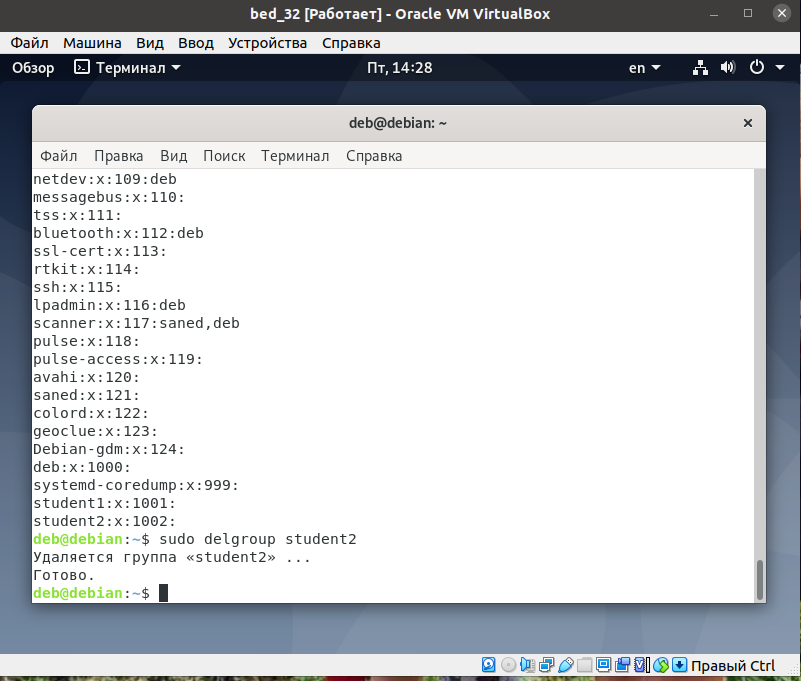 bed_32 [Работает] - Oracle VM VirtualBox
Файл Машина Вид Ввод Устройства Справка
Обзор Терминал Пт, 14:28 en
deb@debian: ~
Файл Правка Вид Поиск Терминал Справка
netdev:x:109:deb
messagebus:x:110:
tss:x:111:
bluetooth:x:112:deb
ssl-cert:x:113:
rtkit:x:114:
ssh:x:115:
lpadmin:x:116:deb
scanner:x:117:saned,deb
pulse:x:118:
pulse-access:x:119:
avahi:x:120:
saned:x:121:
colord:x:122:
geoclue:x:123:
Debian-gdm:x:124:
deb:x:1000:
systemd-coredump:x:999:
student1:x:1001:
student2:x:1002:
deb@debian:~$ sudo delgroup student2
Удаляется группа «student2» ...
Готово.
deb@debian:~$
Правый Ctrl